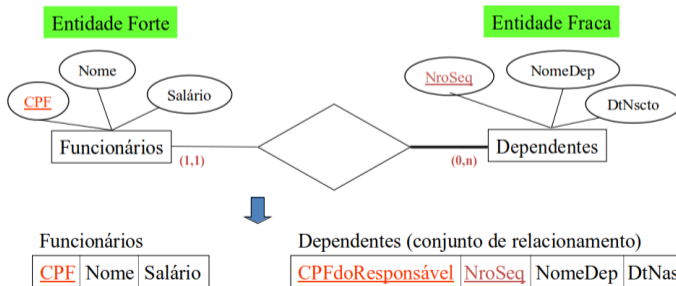 Entidade Forte
Entidade Fraca
Nome
NroSeq
NomeDep
CPF
Salário
DtNscto
Funcionários
Dependentes
(1,1)
(0,n)
Funcionários
Dependentes (conjunto de relacionamento)
CPF Nome Salário
CPFdoResponsável NroSeq NomeDep DtNas